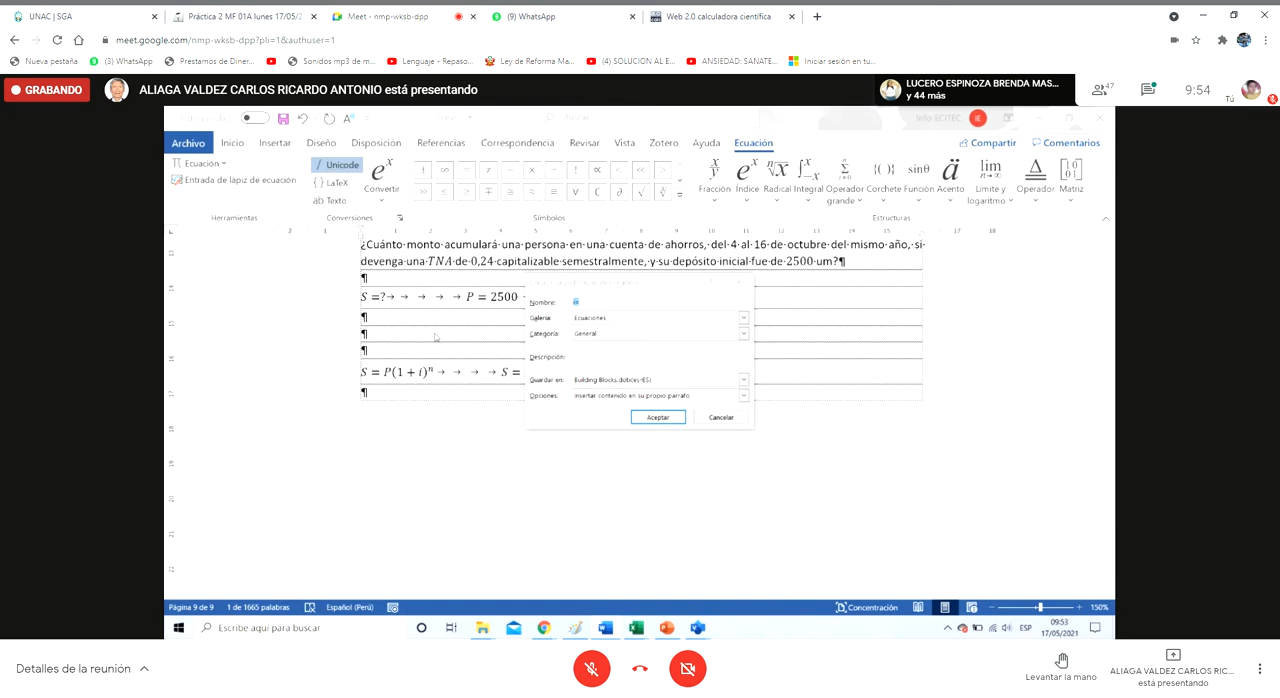 UNAC | SGA
Práctica 2 MF 01A lunes 17/05/2
Meet - nmp-wksb-dpp
(9) WhatsApp
Web 2.0 calculadora científica
meet.google.com/nmp-wksb-dpp?pli=1&authuser=1
Nueva pestaña
(3) WhatsApp
Prestamos de Diner...
Sonidos mp3 de m...
Lenguaje - Repaso...
Ley de Reforma Ma...
(4) SOLUCION AL E...
ANSIEDAD: SANATE...
Iniciar sesión en tu...
GRABANDO
ALIAGA VALDEZ CARLOS RICARDO ANTONIO está presentando
LUCERO ESPINOZA BRENDA MAS...
y 44 más
47
9:54
Tú
Info ECITEC
IE
Archivo
Inicio
Insertar
Diseño
Disposición
Referencias
Correspondencia
Revisar
Vista
Zotero
Ayuda
Ecuación
Compartir
Comentarios
Ecuación
Entrada de lápiz de ecuación
Unicode
LaTeX
ab Texto
Convertir
Fracción
Índice
Radical
Integral
Operador grande
Corchete
Función
Acento
Límite y logaritmo
Operador
Matriz
Herramientas
Conversiones
Símbolos
Estructuras
¿Cuánto·monto·acumulará·una·persona·en·una·cuenta·de·ahorros,·del·4·al·16·de·octubre·del·mismo·año,·si·
devenga·una·TNA·de·0,24·capitalizable·semestralmente,·y·su·depósito·inicial·fue·de·2500·um?¶
¶
S =?→ → → → → P = 2500
¶
¶
¶
S = P(1 + i)ⁿ → → → → S =
¶
Nombre:
Galería: Ecuaciones
Categoría: General
Descripción:
Guardar en: Building Blocks.dotx(es-ES)
Opciones: Insertar contenido en su propio párrafo
Aceptar
Cancelar
Página 9 de 9
1 de 1665 palabras
Español (Perú)
Concentración
150%
Escribe aquí para buscar
ESP
09:53
17/05/2021
Detalles de la reunión
Levantar la mano
ALIAGA VALDEZ CARLOS RIC...
está presentando